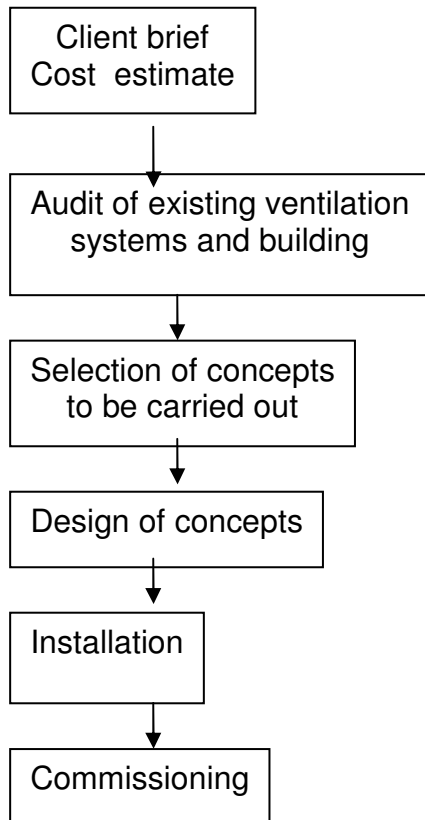 Client brief
Cost estimate
Audit of existing ventilation
systems and building
Selection of concepts
to be carried out
Design of concepts
Installation
Commissioning